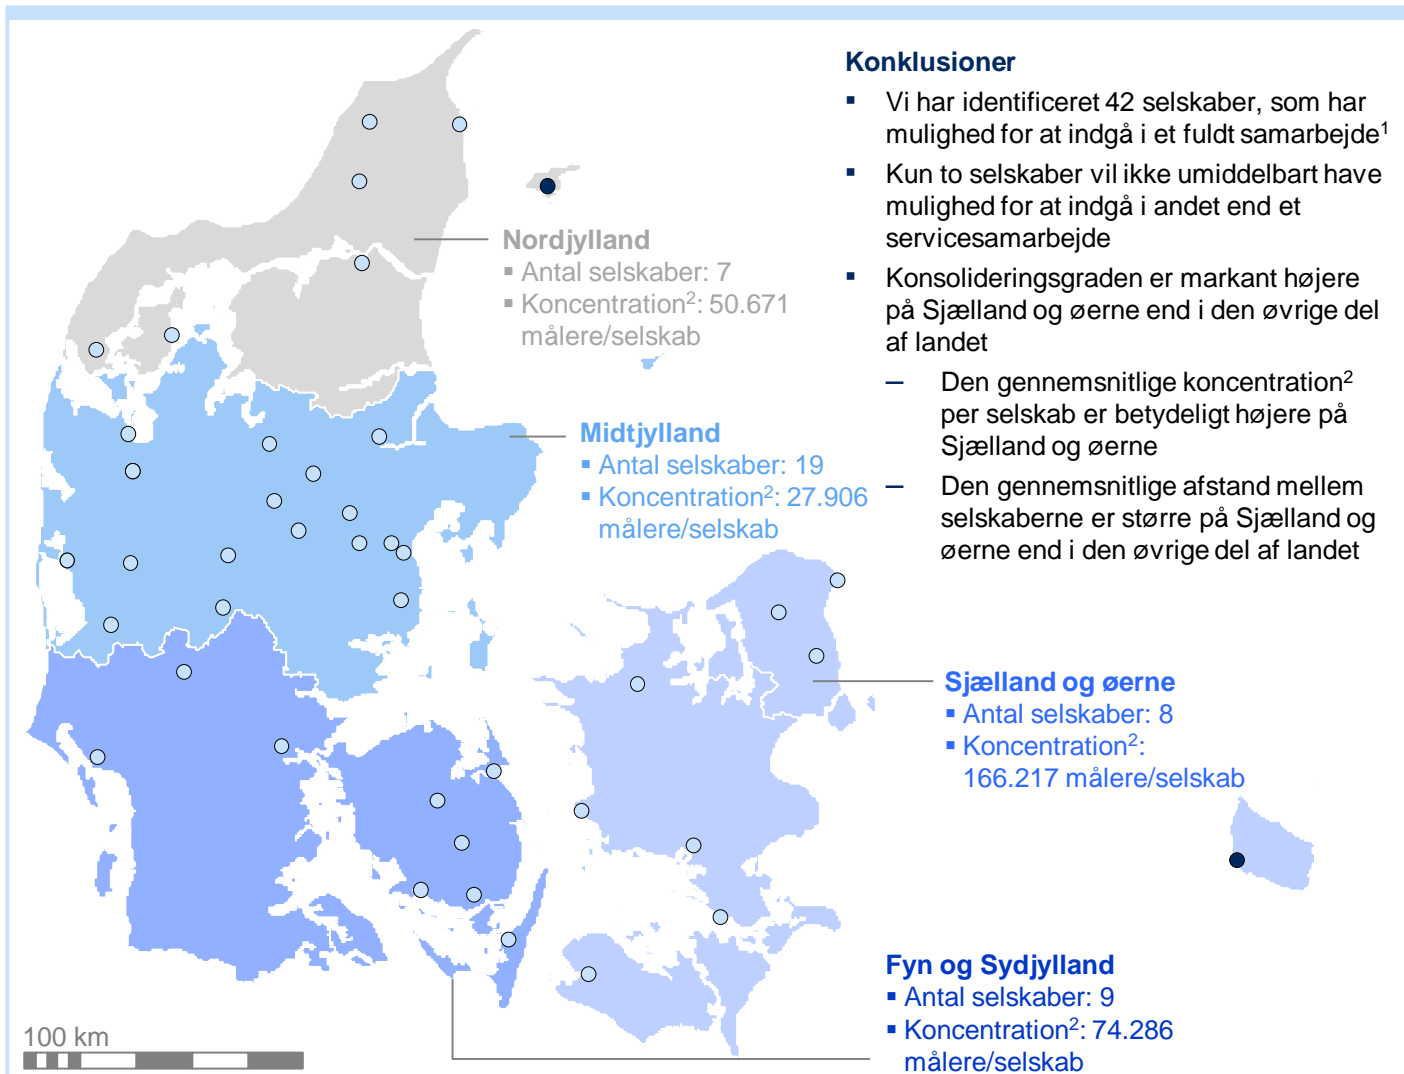 Konklusioner
▪ Vi har identificeret 42 selskaber, som har
mulighed for at indgå i et fuldt samarbejde¹
▪ Kun to selskaber vil ikke umiddelbart have
mulighed for at indgå i andet end et
servicesamarbejde
▪ Konsolideringsgraden er markant højere
på Sjælland og øerne end i den øvrige del
af landet
– Den gennemsnitlige koncentration²
per selskab er betydeligt højere på
Sjælland og øerne
– Den gennemsnitlige afstand mellem
selskaberne er større på Sjælland og
øerne end i den øvrige del af landet
Nordjylland
▪ Antal selskaber: 7
▪ Koncentration²: 50.671
målere/selskab
Midtjylland
▪ Antal selskaber: 19
▪ Koncentration²: 27.906
målere/selskab
Sjælland og øerne
▪ Antal selskaber: 8
▪ Koncentration²:
166.217 målere/selskab
Fyn og Sydjylland
▪ Antal selskaber: 9
▪ Koncentration²: 74.286
målere/selskab
100 km